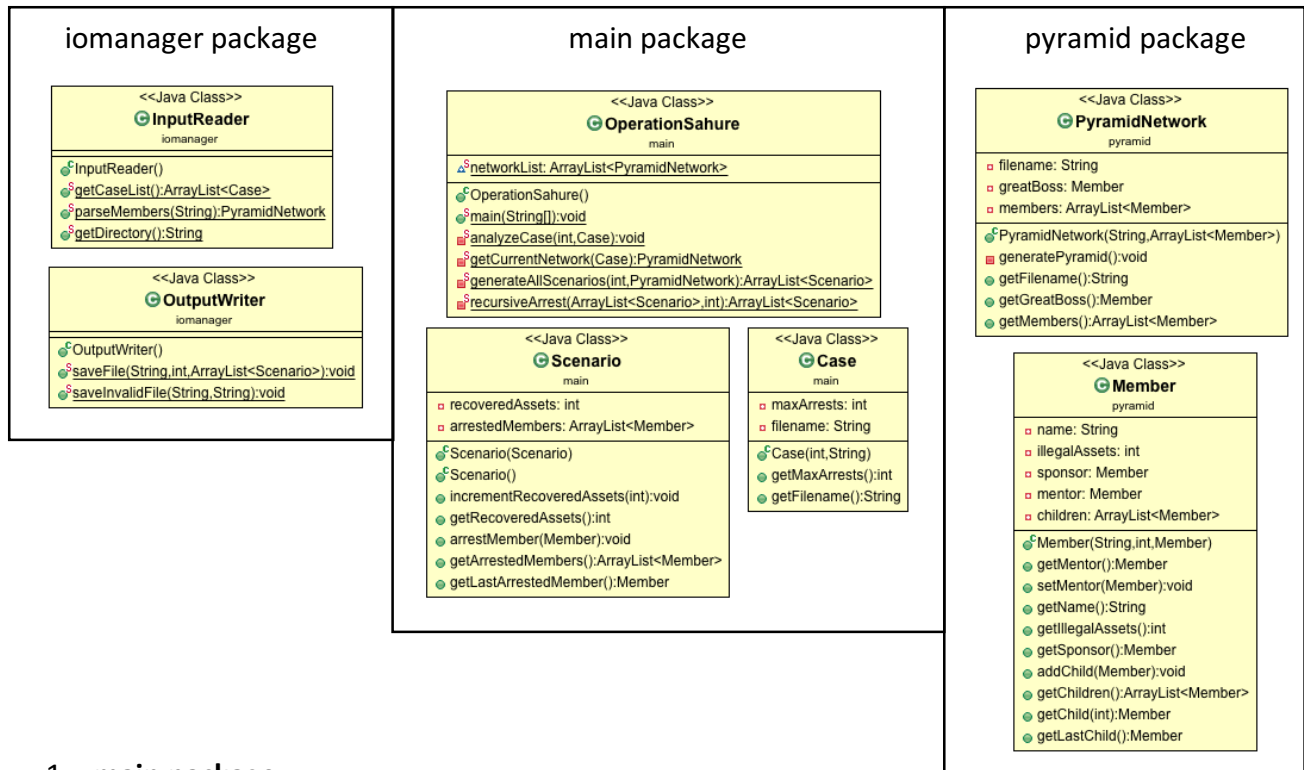 iomanager package
<<Java Class>>
InputReader
iomanager
InputReader()
getCaseList():ArrayList<Case>
parseMembers(String):PyramidNetwork
getDirectory():String
<<Java Class>>
OutputWriter
iomanager
OutputWriter()
saveFile(String,int,ArrayList<Scenario>):void
saveInvalidFile(String,String):void
main package
<<Java Class>>
OperationSahure
main
networkList: ArrayList<PyramidNetwork>
OperationSahure()
main(String[]):void
analyzeCase(int,Case):void
getCurrentNetwork(Case):PyramidNetwork
generateAllScenarios(int,PyramidNetwork):ArrayList<Scenario>
recursiveArrest(ArrayList<Scenario>,int):ArrayList<Scenario>
<<Java Class>>
Scenario
main
recoveredAssets: int
arrestedMembers: ArrayList<Member>
Scenario(Scenario)
Scenario()
incrementRecoveredAssets(int):void
getRecoveredAssets():int
arrestMember(Member):void
getArrestedMembers():ArrayList<Member>
getLastArrestedMember():Member
<<Java Class>>
Case
main
maxArrests: int
filename: String
Case(int,String)
getMaxArrests():int
getFilename():String
pyramid package
<<Java Class>>
PyramidNetwork
pyramid
filename: String
greatBoss: Member
members: ArrayList<Member>
PyramidNetwork(String,ArrayList<Member>)
generatePyramid():void
getFilename():String
getGreatBoss():Member
getMembers():ArrayList<Member>
<<Java Class>>
Member
pyramid
name: String
illegalAssets: int
sponsor: Member
mentor: Member
children: ArrayList<Member>
Member(String,int,Member)
getMentor():Member
setMentor(Member):void
getName():String
getIllegalAssets():int
getSponsor():Member
addChild(Member):void
getChildren():ArrayList<Member>
getChild(int):Member
getLastChild():Member
1. main package